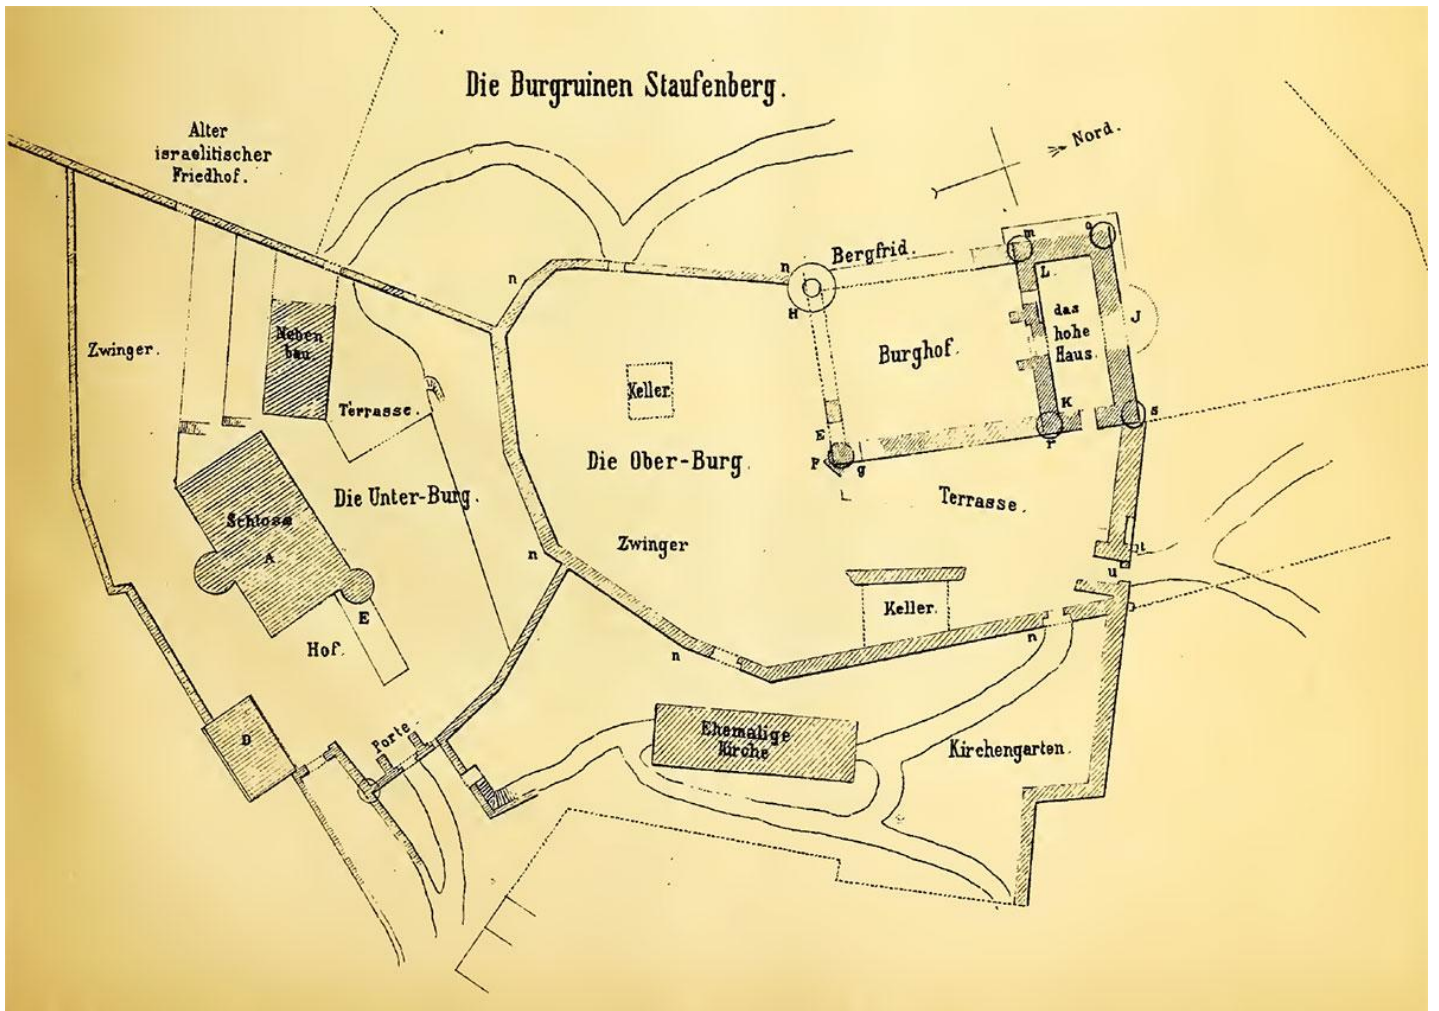 Die Burgruinen Staufenberg.
Alter
israelitischer
Friedhof.
Nord.
Bergfrid.
m
o
n
n
H
L.
J
das
hohe
Haus.
Burghof.
Zwinger.
Neben
bau.
Keller.
Terrasse.
K
s
E
F
g
r
Die Ober-Burg.
Die Unter-Burg.
Terrasse.
Schloss
A
Zwinger
n
t
u
Keller.
E
Hof.
n
n
D
Porte.
Ehemalige
Kirche
Kirchengarten.